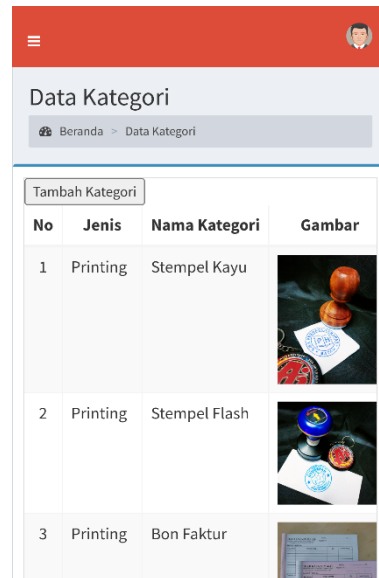 Data Kategori
Beranda > Data Kategori
Tambah Kategori
No Jenis Nama Kategori Gambar
1 Printing Stempel Kayu
2 Printing Stempel Flash
3 Printing Bon Faktur